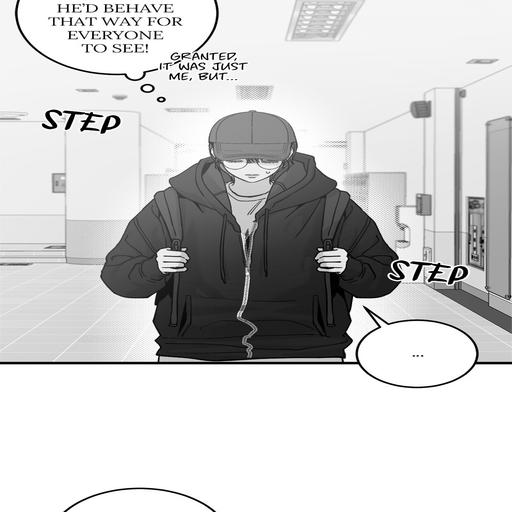 HE'D BEHAVE
THAT WAY FOR
EVERYONE
TO SEE!
GRANTED,
IT WAS JUST
ME, BUT...
STEP
STEP
...